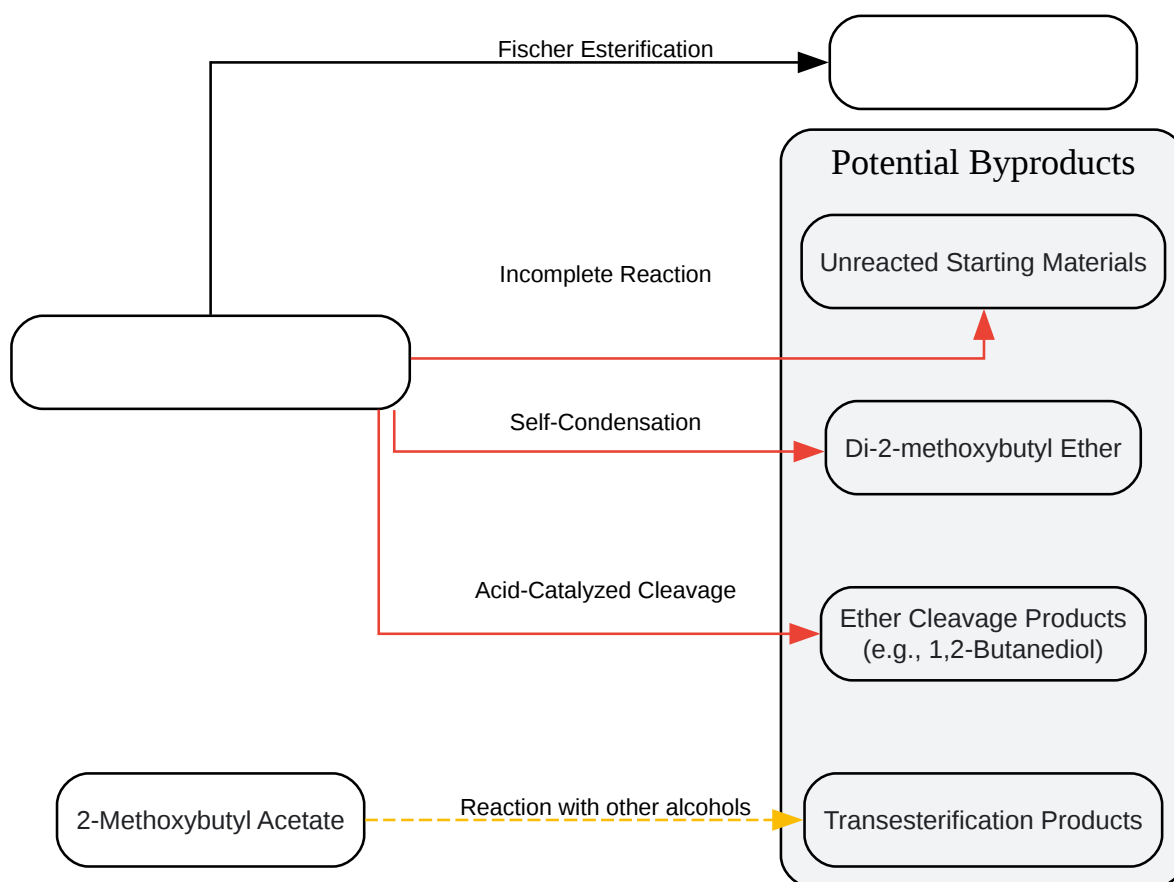 Fischer Esterification
Potential Byproducts
Unreacted Starting Materials
Incomplete Reaction
Self-Condensation
Di-2-methoxybutyl Ether
Acid-Catalyzed Cleavage
Ether Cleavage Products
(e.g., 1,2-Butanediol)
2-Methoxybutyl Acetate
Reaction with other alcohols
Transesterification Products